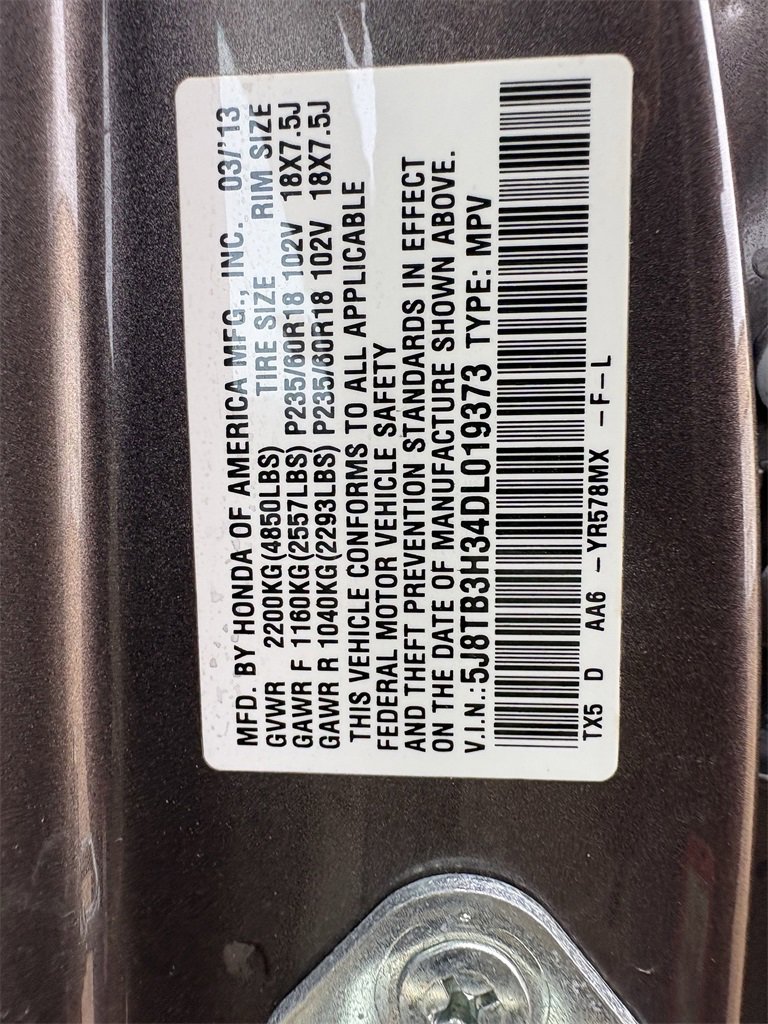 MFD. BY HONDA OF AMERICA MFG., INC. 03/'13
GVWR 2200KG(4850LBS) TIRE SIZE RIM SIZE
GAWR F 1160KG(2557LBS) P235/60R18 102V 18X7.5J
GAWR R 1040KG(2293LBS) P235/60R18 102V 18X7.5J
THIS VEHICLE CONFORMS TO ALL APPLICABLE
FEDERAL MOTOR VEHICLE SAFETY
AND THEFT PREVENTION STANDARDS IN EFFECT
ON THE DATE OF MANUFACTURE SHOWN ABOVE.
V.I.N.:5J8TB3H34DL019373 TYPE: MPV
TX5 D AA6 -YR578MX -F-L